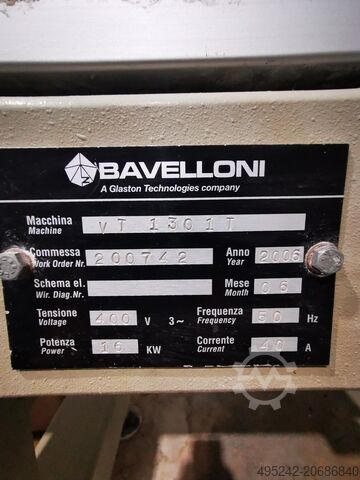 BAVELLONI
A Glaston Technologies company
Macchina
Machine
VT 1301T
Commessa
Work Order Nr.
200742
Anno
Year
2006
Schema el.
Wir. Diag. Nr.
Mese
Month
06
Tensione
Voltage
400
V
3~
Frequenza
Frequency
50
Hz
Potenza
Power
16
KW
Corrente
Current
40
A
495242-20686840